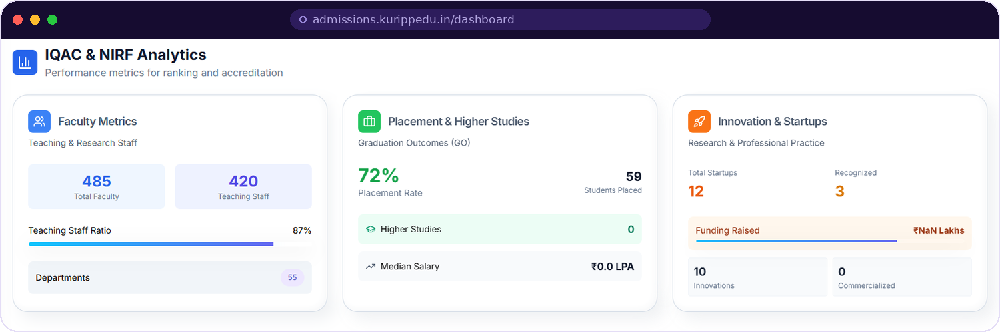 admissions.kurippedu.in/dashboard
IQAC & NIRF Analytics
Performance metrics for ranking and accreditation
Faculty Metrics
Teaching & Research Staff
485
Total Faculty
420
Teaching Staff
Teaching Staff Ratio 87%
Departments 55
Placement & Higher Studies
Graduation Outcomes (GO)
72%
Placement Rate
59
Students Placed
Higher Studies 0
Median Salary ₹0.0 LPA
Innovation & Startups
Research & Professional Practice
Total Startups
12
Recognized
3
Funding Raised ₹NaN Lakhs
10
Innovations
0
Commercialized